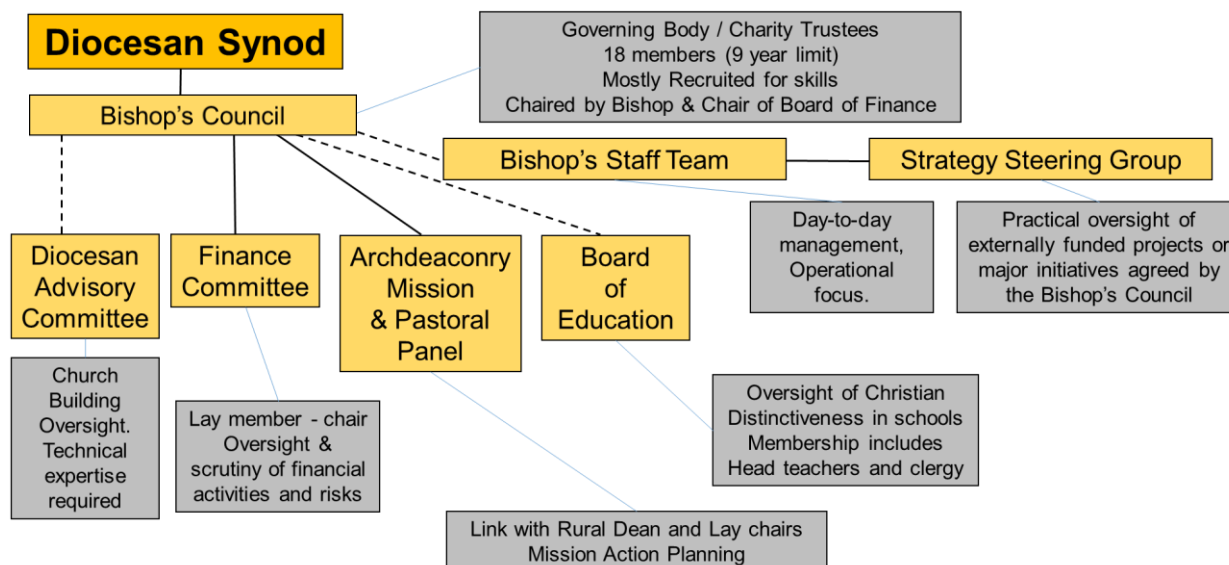 Diocesan Synod
Governing Body / Charity Trustees
18 members (9 year limit)
Mostly Recruited for skills
Chaired by Bishop & Chair of Board of Finance
Bishop's Council
Bishop's Staff Team
Strategy Steering Group
Day-to-day
management,
Operational
focus.
Practical oversight of
externally funded projects or
major initiatives agreed by
the Bishop's Council
Diocesan
Advisory
Committee
Finance
Committee
Archdeaconry
Mission
& Pastoral
Panel
Board
of
Education
Church
Building
Oversight.
Technical
expertise
required
Lay member - chair
Oversight &
scrutiny of financial
activities and risks
Oversight of Christian
Distinctiveness in schools
Membership includes
Head teachers and clergy
Link with Rural Dean and Lay chairs
Mission Action Planning